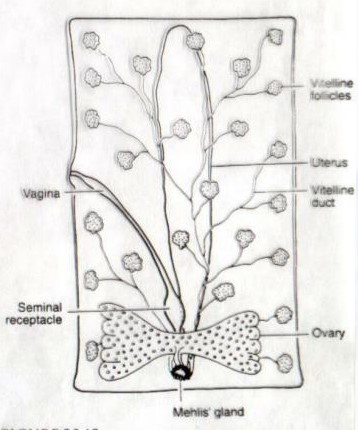 Vitelline
follicles
Uterus
Vagina
Vitelline
duct
Seminal
receptacle
Ovary
Mehlis' gland